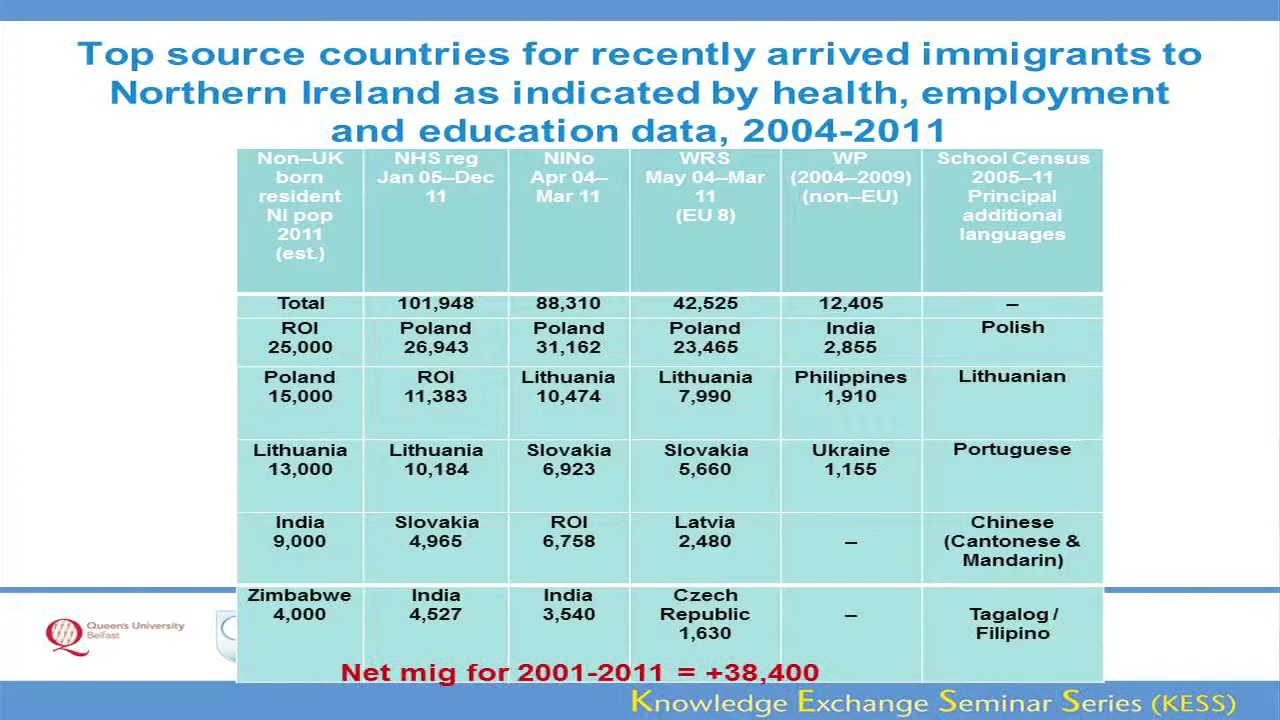 Top source countries for recently arrived immigrants to
Northern Ireland as indicated by health, employment
and education data, 2004-2011
Non–UK
born
resident
NI pop
2011
(est.)
NHS reg
Jan 05–Dec
11
NINo
Apr 04–
Mar 11
WRS
May 04–Mar
11
(EU 8)
WP
(2004–2009)
(non–EU)
School Census
2005–11
Principal
additional
languages
Total
101,948
88,310
42,525
12,405
–
ROI
25,000
Poland
26,943
Poland
31,162
Poland
23,465
India
2,855
Polish
Poland
15,000
ROI
11,383
Lithuania
10,474
Lithuania
7,990
Philippines
1,910
Lithuanian
Lithuania
13,000
Lithuania
10,184
Slovakia
6,923
Slovakia
5,660
Ukraine
1,155
Portuguese
India
9,000
Slovakia
4,965
ROI
6,758
Latvia
2,480
–
Chinese
(Cantonese &
Mandarin)
Zimbabwe
4,000
India
4,527
India
3,540
Czech
Republic
1,630
–
Tagalog /
Filipino
Queen's University
Belfast
Net mig for 2001-2011 = +38,400
Knowledge Exchange Seminar Series (KESS)